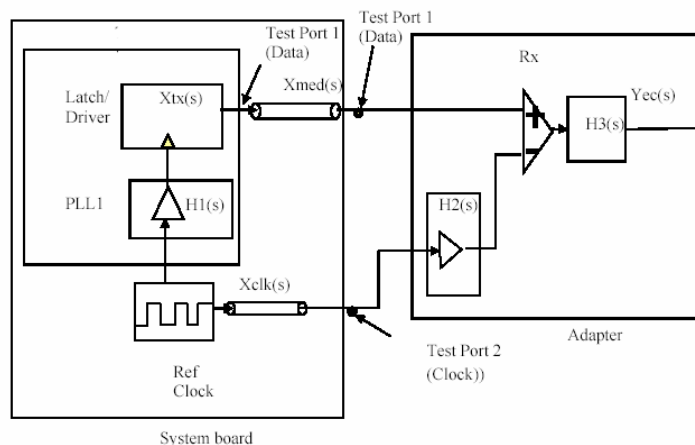 Test Port 1
(Data)
Test Port 1
(Data)
Rx
Latch/
Driver
Xtx(s)
Xmed(s)
Yec(s)
H3(s)
PLL1
H1(s)
H2(s)
Xclk(s)
Ref
Clock
Test Port 2
(Clock))
Adapter
System board